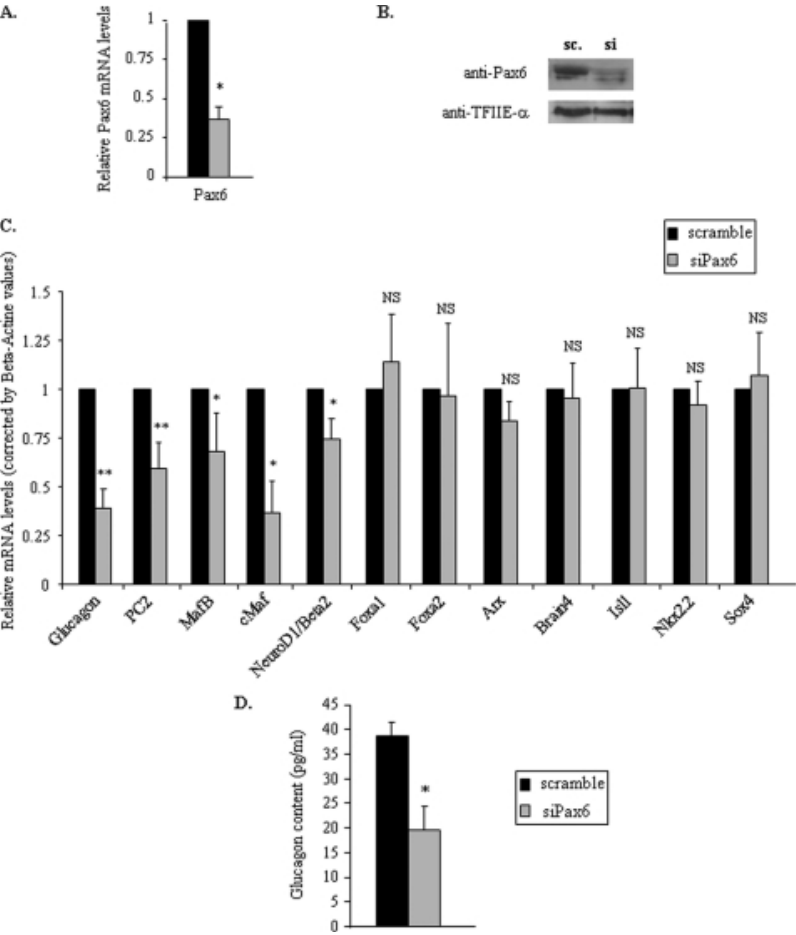 A.
Relative Pax6 mRNA levels
1
0.75
0.5
0.25
0
*
Pax6
B.
sc. si
anti-Pax6
anti-TFIIE-α
C.
scramble
siPax6
Relative mRNA levels (corrected by Beta-Actine values)
1.5
1.25
1
0.75
0.5
0.25
0
** ** * * * NS NS NS NS NS NS NS
Glucagon PC2 MafB cMaf NeuroD1/Beta2 Foxa1 Foxa2 Arx Brain4 Isl1 Nkx2.2 Sox4
D.
Glucagon content (pg/ml)
45
40
35
30
25
20
15
10
5
0
*
scramble
siPax6